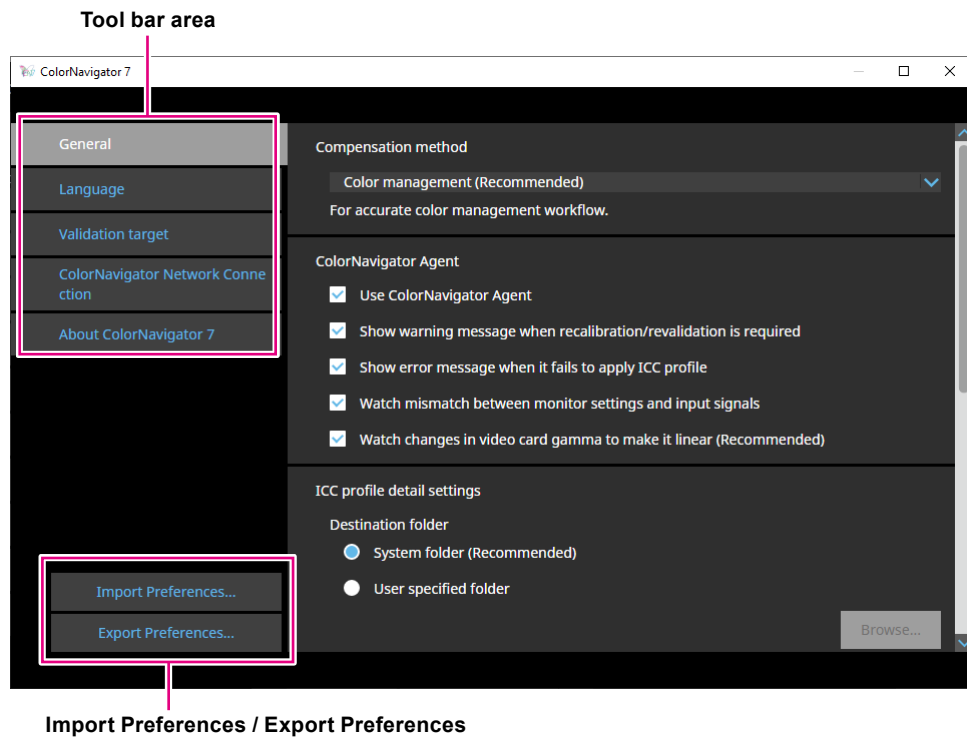 Tool bar area
ColorNavigator 7
General
Language
Validation target
ColorNavigator Network Conne
ction
About ColorNavigator 7
Import Preferences...
Export Preferences...
Compensation method
Color management (Recommended)
For accurate color management workflow.
ColorNavigator Agent
Use ColorNavigator Agent
Show warning message when recalibration/revalidation is required
Show error message when it fails to apply ICC profile
Watch mismatch between monitor settings and input signals
Watch changes in video card gamma to make it linear (Recommended)
ICC profile detail settings
Destination folder
System folder (Recommended)
User specified folder
Browse...
Import Preferences / Export Preferences